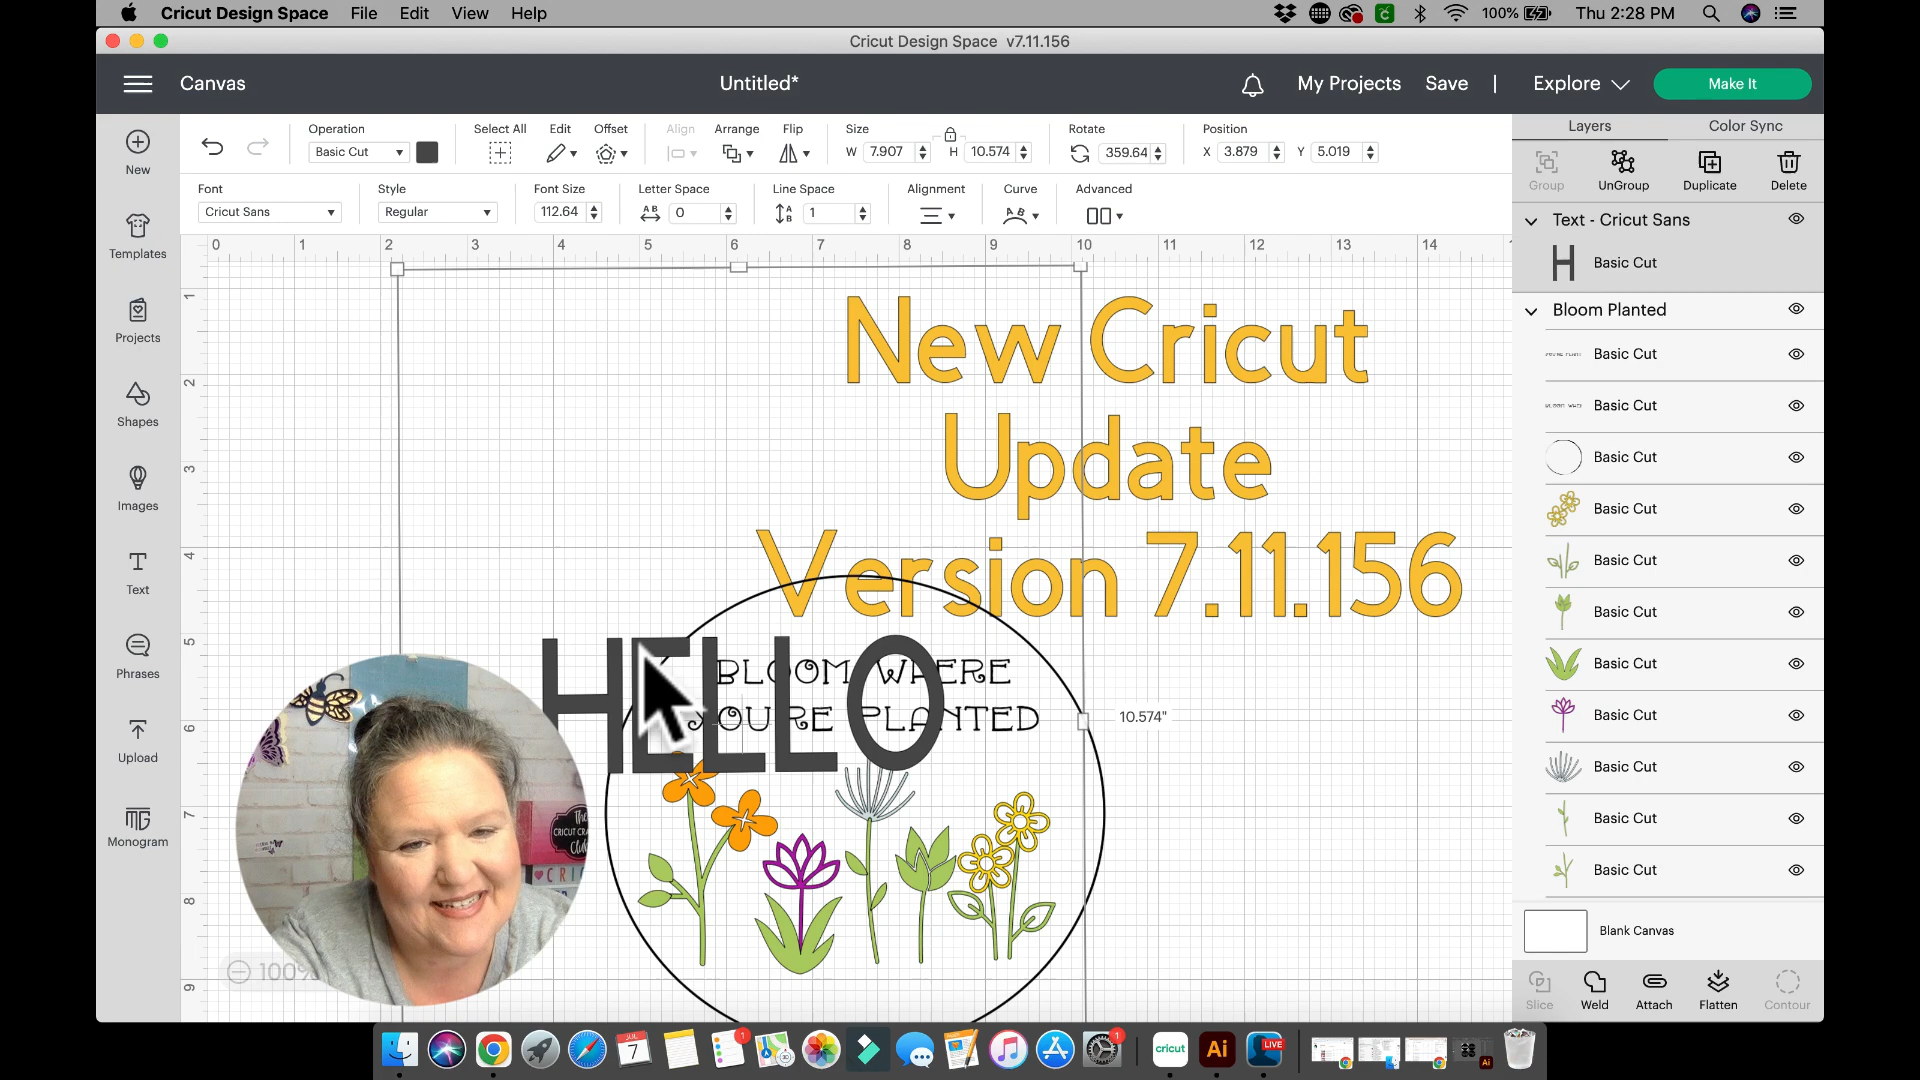 Cricut Design Space File Edit View Help 100% Thu 2:28 PM
Cricut Design Space v7.11.156
Canvas Untitled* My Projects Save | Explore Make It
Operation Select All Edit Offset Align Arrange Flip Size Rotate Position
Basic Cut W 7.907 H 10.574 359.64 X 3.879 Y 5.019
Font Style Font Size Letter Space Line Space Alignment Curve Advanced
Cricut Sans Regular 112.64 0 1
0 1 2 3 4 5 6 7 8 9 10 11 12 13 14
1
2
3
4
5
6
7
8
9
New
Templates
Projects
Shapes
Images
Text
Phrases
Upload
Monogram
New Cricut
Update
Version 7.11.156
HELLO
BLOOM WHERE
YOU'RE PLANTED
10.574"
100%
Layers Color Sync
Group UnGroup Duplicate Delete
Text - Cricut Sans
H Basic Cut
Bloom Planted
Basic Cut
Basic Cut
Basic Cut
Basic Cut
Basic Cut
Basic Cut
Basic Cut
Basic Cut
Basic Cut
Basic Cut
Basic Cut
Blank Canvas
Slice Weld Attach Flatten Contour
JUL
7
1
1
cricut
Ai
LIVE